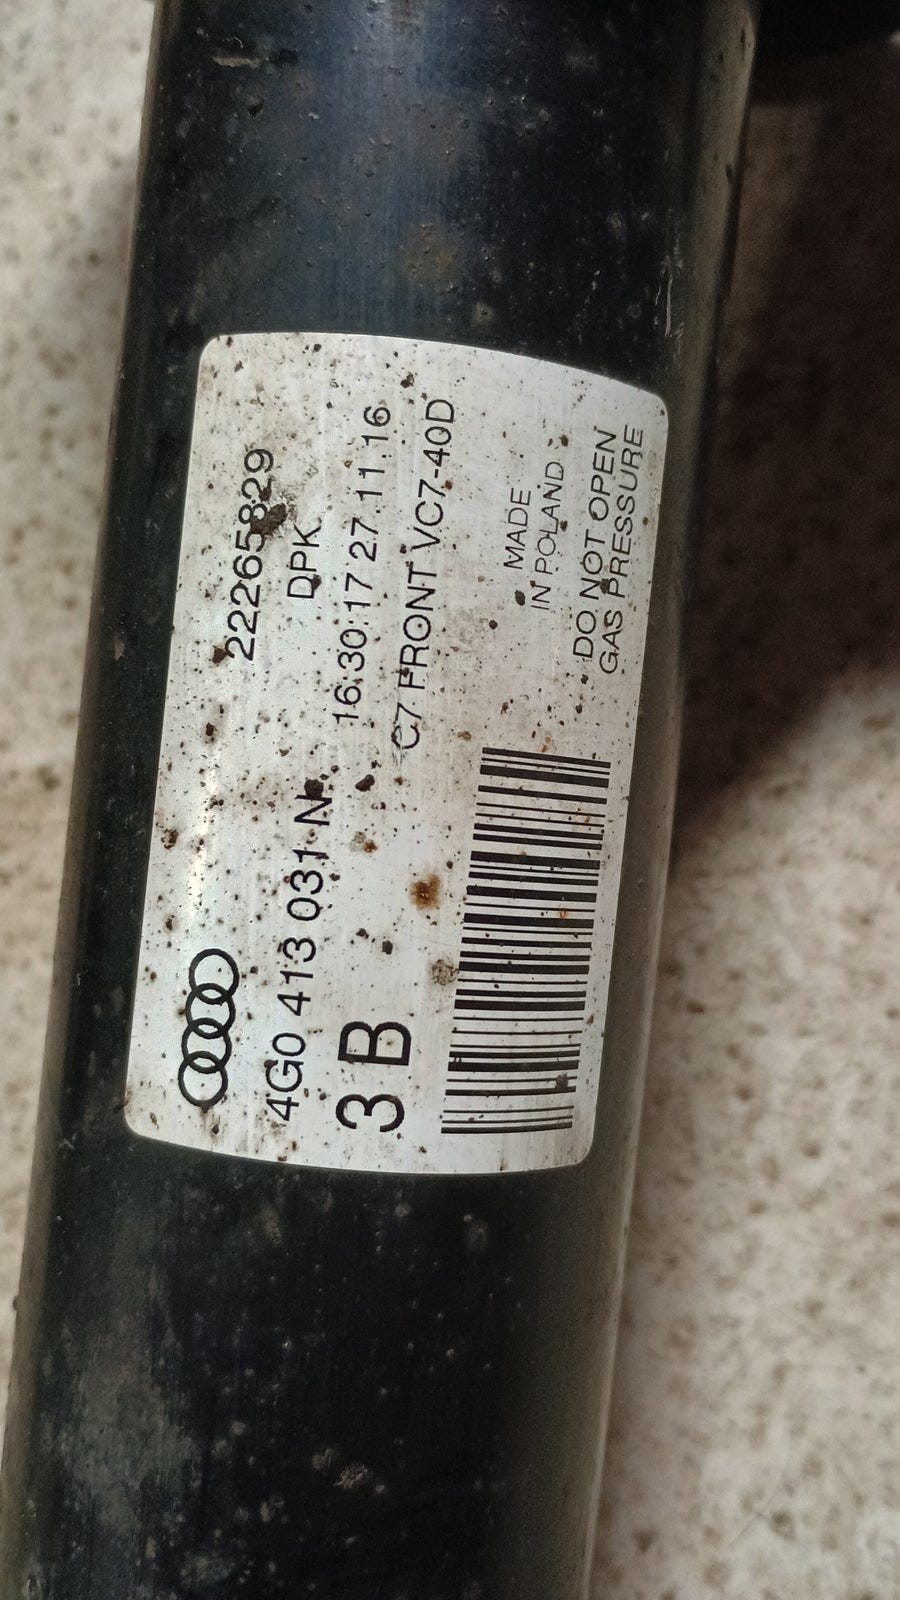 22265829
4G0 413 031 N DPK
3 B 16:30:17 27.11.16
C7 FRONT VC7-40D
MADE
IN POLAND
DO NOT OPEN
GAS PRESSURE